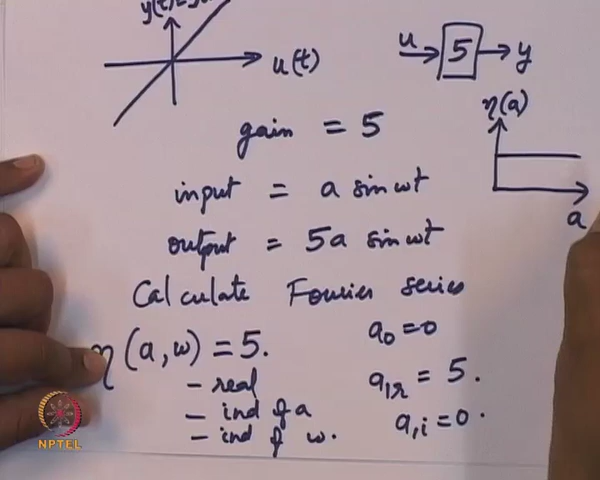 u(t)
u 5 y
η(a)
gain = 5
a
input = a sin ωt
output = 5a sin ωt
Calculate Fourier series
η(a, ω) = 5.
- real
- ind of a
- ind of ω.
a₀ = 0
a₁ᵣ = 5.
a₁ᵢ = 0.
NPTEL